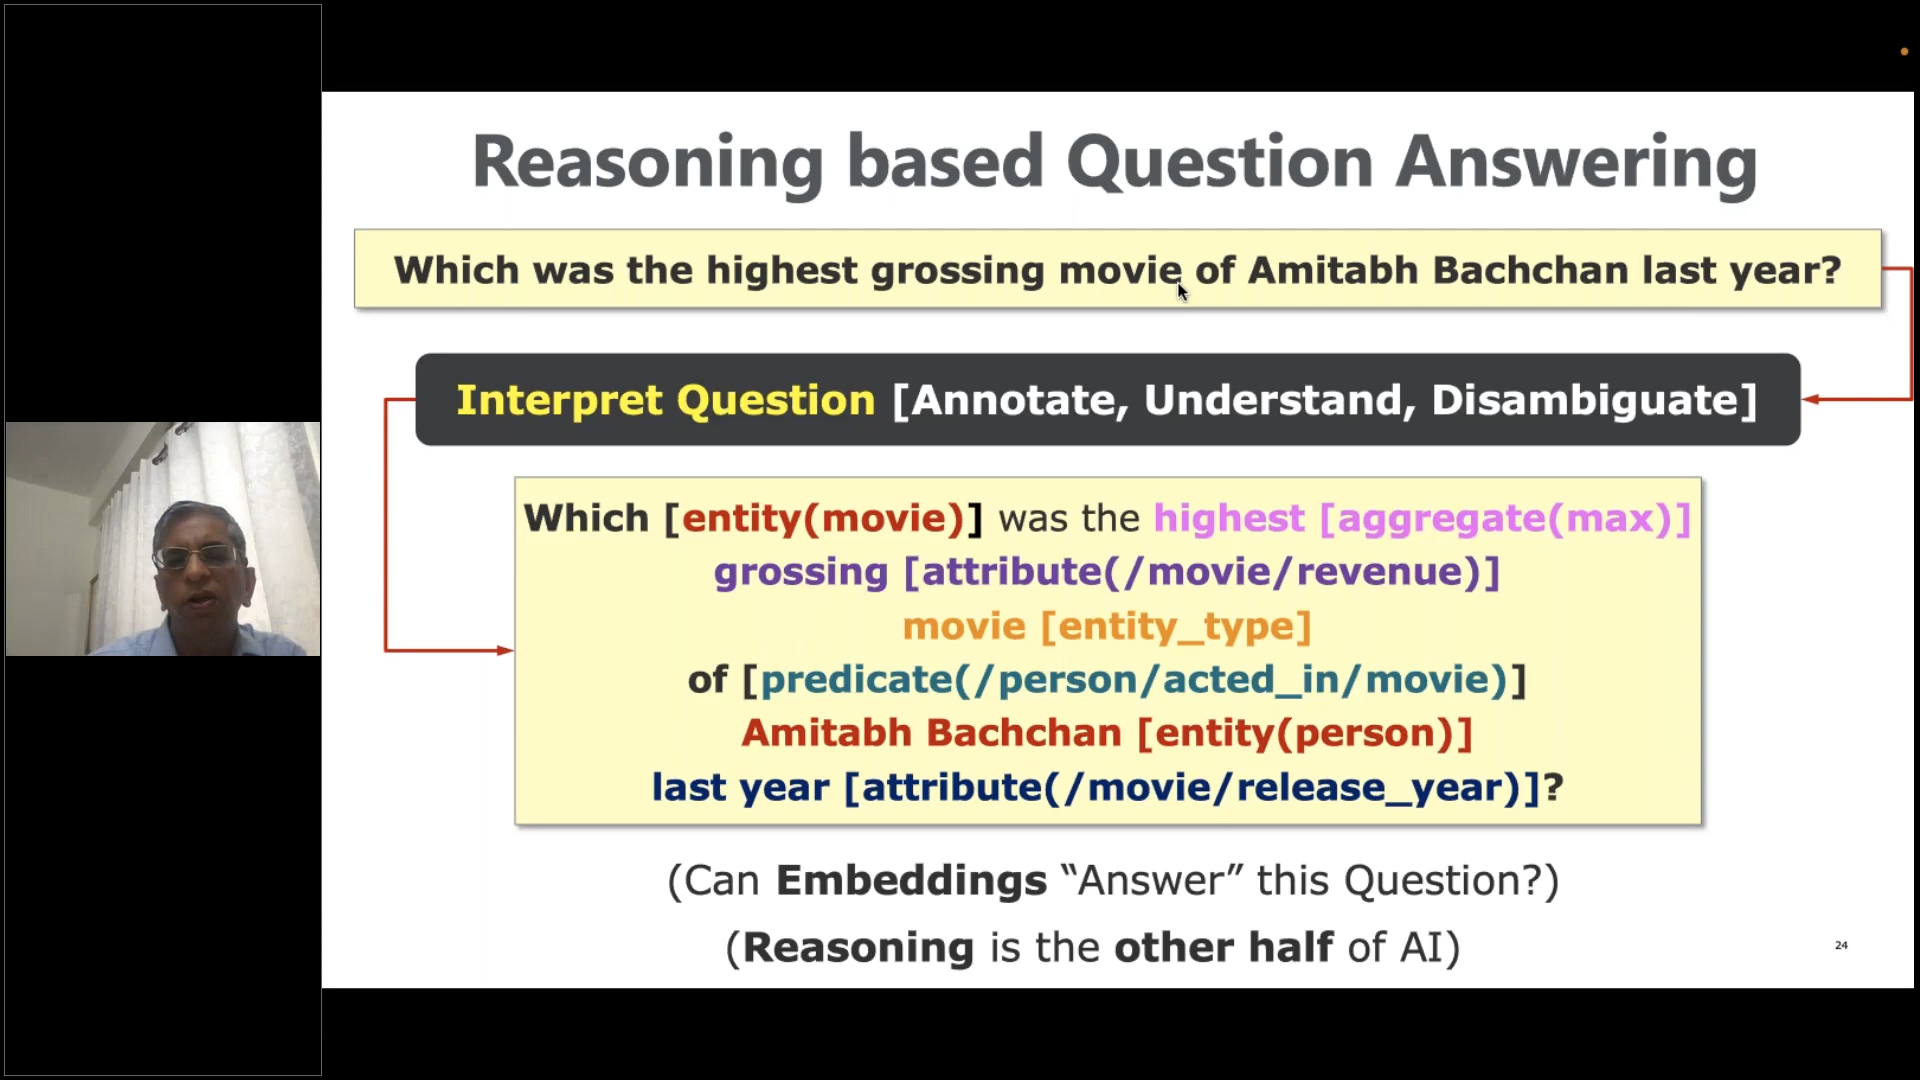 Reasoning based Question Answering
Which was the highest grossing movie of Amitabh Bachchan last year?
Interpret Question [Annotate, Understand, Disambiguate]
Which [entity(movie)] was the highest [aggregate(max)]
grossing [attribute(/movie/revenue)]
movie [entity_type]
of [predicate(/person/acted_in/movie)]
Amitabh Bachchan [entity(person)]
last year [attribute(/movie/release_year)]?
(Can Embeddings “Answer” this Question?)
(Reasoning is the other half of AI)
24